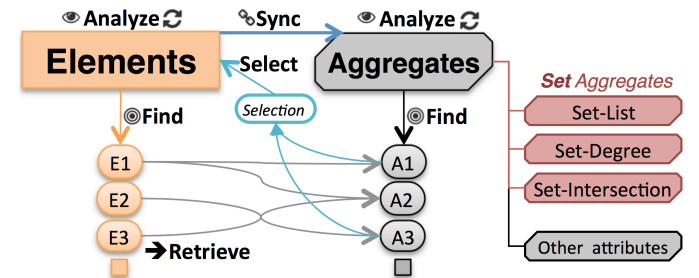 Analyze
Sync
Analyze
Elements
Select
Aggregates
Set Aggregates
Selection
Set-List
Find
Find
Set-Degree
E1
A1
Set-Intersection
E2
A2
E3
A3
Retrieve
Other attributes